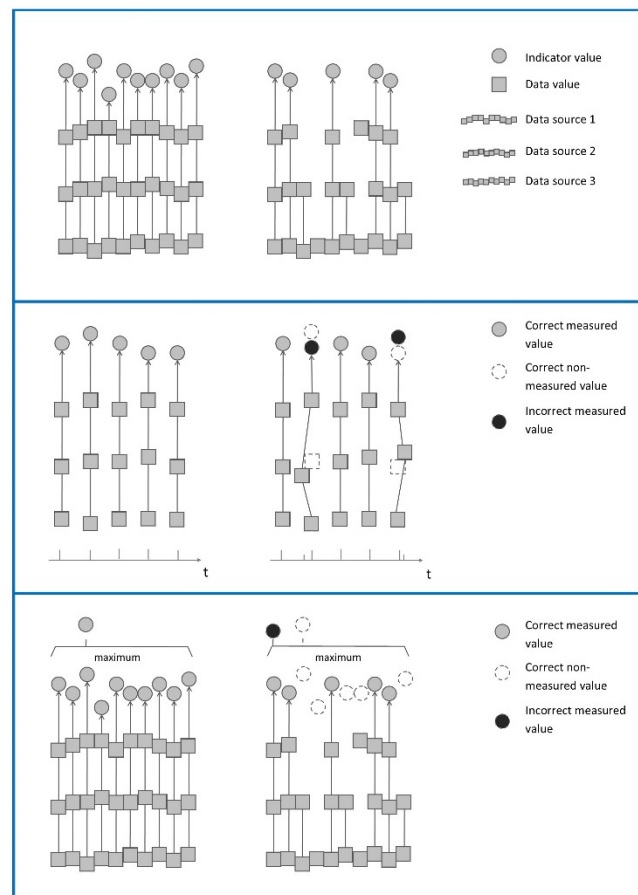 Indicator value
Data value
Data source 1
Data source 2
Data source 3
Correct measured
value
Correct non-
measured value
Incorrect measured
value
t
t
maximum
maximum
Correct measured
value
Correct non-
measured value
Incorrect measured
value